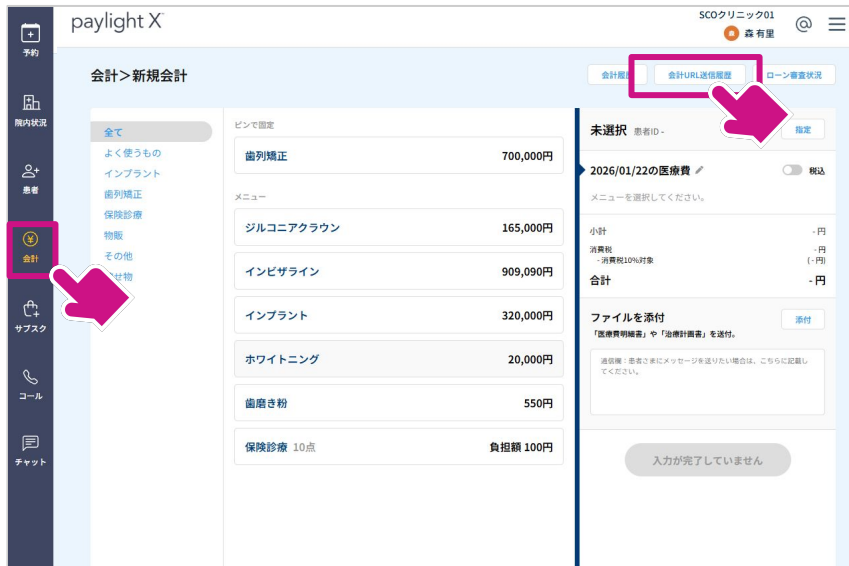 paylight X
SCOクリニック01
森
森 有里
@
予約
院内状況
患者
¥
会計
サブスク
コール
チャット
会計＞新規会計
会計履
会計URL送信履歴
ローン審査状況
全て
よく使うもの
インプラント
歯列矯正
保険診療
物販
その他
せ物
ピンで固定
歯列矯正 700,000円
メニュー
ジルコニアクラウン 165,000円
インビザライン 909,090円
インプラント 320,000円
ホワイトニング 20,000円
歯磨き粉 550円
保険診療 10点 負担額 100円
未選択 患者ID -
指定
2026/01/22の医療費
税込
メニューを選択してください。
小計 - 円
消費税 - 円
- 消費税10%対象 (- 円)
合計 - 円
ファイルを添付
添付
「医療費明細書」や「治療計画書」を送付。
通信欄：患者さまにメッセージを送りたい場合は、こちらに記載し
てください。
入力が完了していません